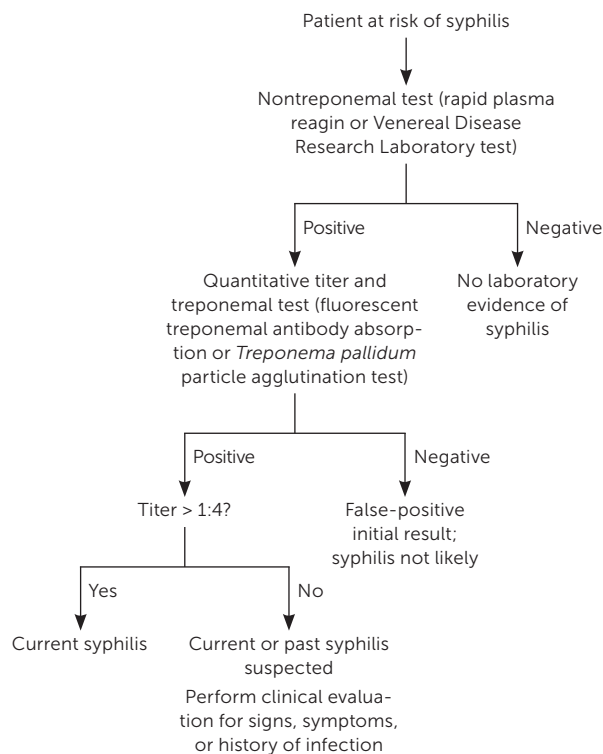 Patient at risk of syphilis
Nontreponemal test (rapid plasma
reagin or Venereal Disease
Research Laboratory test)
Positive
Negative
Quantitative titer and
treponemal test (fluorescent
treponemal antibody absorp-
tion or Treponema pallidum
particle agglutination test)
No laboratory
evidence of
syphilis
Positive
Negative
Titer > 1:4?
False-positive
initial result;
syphilis not likely
Yes
No
Current syphilis
Current or past syphilis
suspected
Perform clinical evalua-
tion for signs, symptoms,
or history of infection